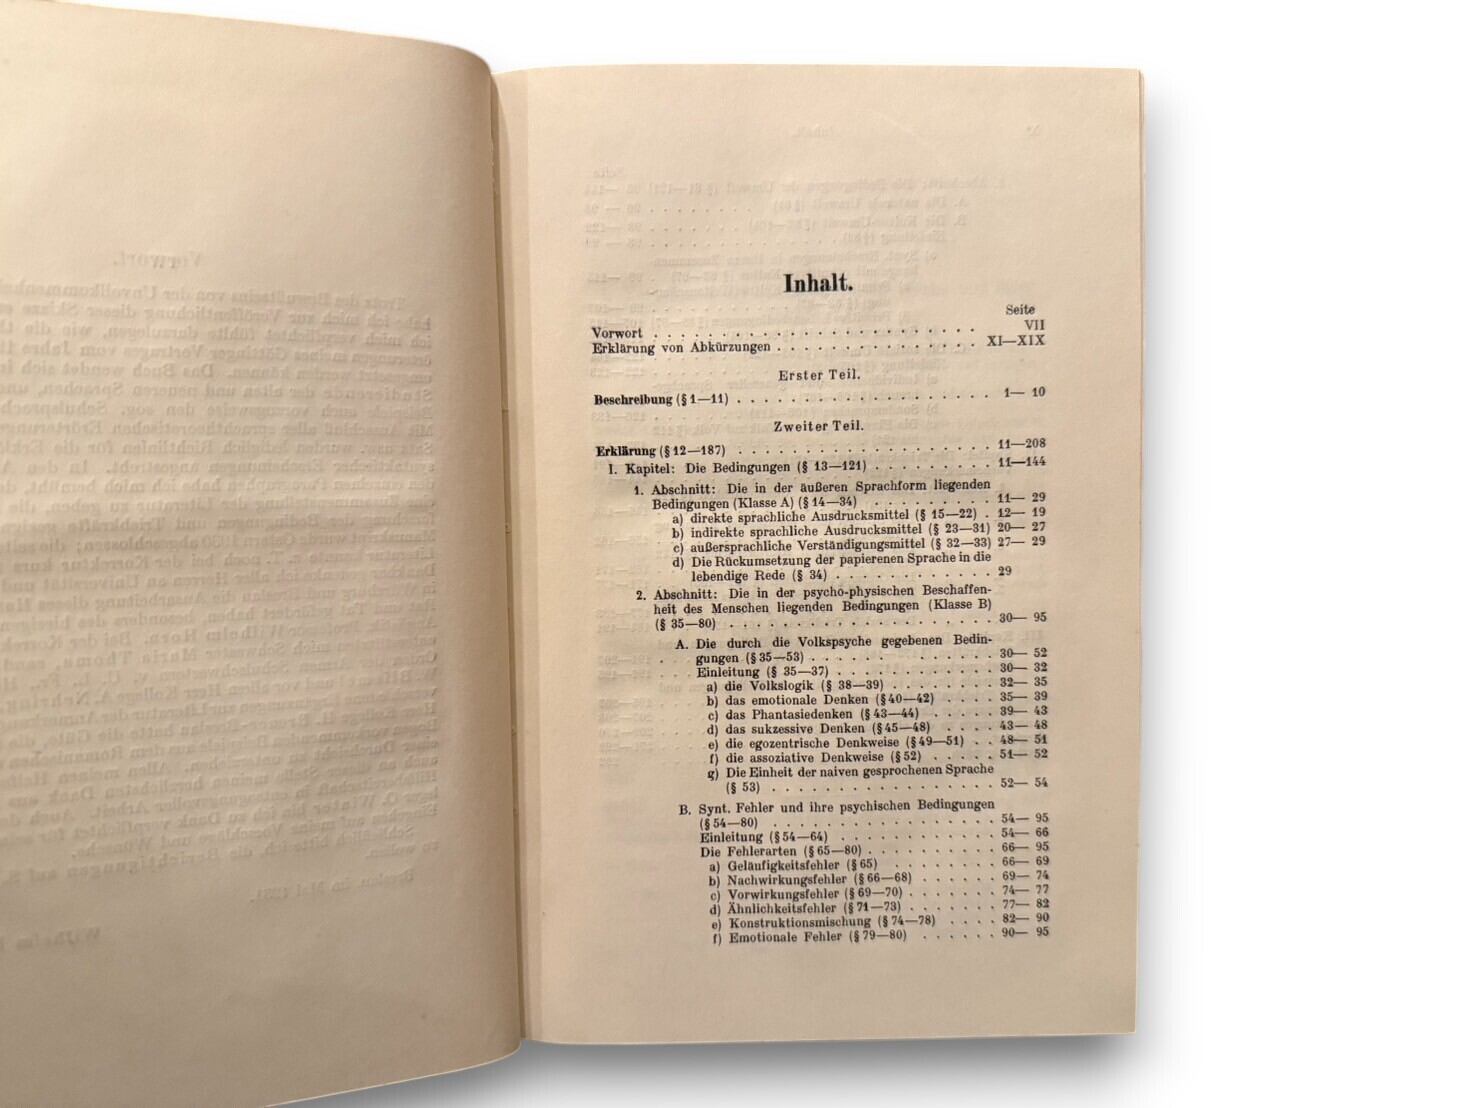 Inhalt.
Seite
Vorwort . . . . . . . . . . . . . . . . . . . . . . VII
Erklärung von Abkürzungen . . . . . . . . . . . . . . . XI—XIX
Erster Teil.
Beschreibung (§ 1—11) . . . . . . . . . . . . . . . . . . 1— 10
Zweiter Teil.
Erklärung (§ 12—187) . . . . . . . . . . . . . . . . . . 11—208
I. Kapitel: Die Bedingungen (§ 13—121) . . . . . . . . . 11—144
1. Abschnitt: Die in der äußeren Sprachform liegenden
Bedingungen (Klasse A) (§ 14—34) . . . . . . . . . . 11— 29
a) direkte sprachliche Ausdrucksmittel (§ 15—22) . 12— 19
b) indirekte sprachliche Ausdrucksmittel (§ 23—31) 20— 27
c) außersprachliche Verständigungsmittel (§ 32—33) 27— 29
d) Die Rückumsetzung der papierenen Sprache in die
lebendige Rede (§ 34) . . . . . . . . . . . . 29
2. Abschnitt: Die in der psycho-physischen Beschaffen-
heit des Menschen liegenden Bedingungen (Klasse B)
(§ 35—80) . . . . . . . . . . . . . . . . . . . 30— 95
A. Die durch die Volkspsyche gegebenen Bedin-
gungen (§ 35—53) . . . . . . . . . . . . . 30— 52
Einleitung (§ 35—37) . . . . . . . . . . . . 30— 32
a) die Volkslogik (§ 38—39) . . . . . . . . 32— 35
b) das emotionale Denken (§ 40—42) . . . . 35— 39
c) das Phantasiedenken (§ 43—44) . . . . . 39— 43
d) das sukzessive Denken (§ 45—48) . . . . 43— 48
e) die egozentrische Denkweise (§ 49—51) . . 48— 51
f) die assoziative Denkweise (§ 52) . . . . . 51— 52
g) Die Einheit der naiven gesprochenen Sprache
(§ 53) . . . . . . . . . . . . . . . . . 52— 54
B. Synt. Fehler und ihre psychischen Bedingungen
(§ 54—80) . . . . . . . . . . . . . . . . . 54— 95
Einleitung (§ 54—64) . . . . . . . . . . . . 54— 66
Die Fehlerarten (§ 65—80) . . . . . . . . . . 66— 95
a) Geläufigkeitsfehler (§ 65) . . . . . . . . 66— 69
b) Nachwirkungsfehler (§ 66—68) . . . . . . 69— 74
c) Vorwirkungsfehler (§ 69—70) . . . . . . . 74— 77
d) Ähnlichkeitsfehler (§ 71—73) . . . . . . . 77— 82
e) Konstruktionsmischung (§ 74—78) . . . . 82— 90
f) Emotionale Fehler (§ 79—80) . . . . . . 90— 95